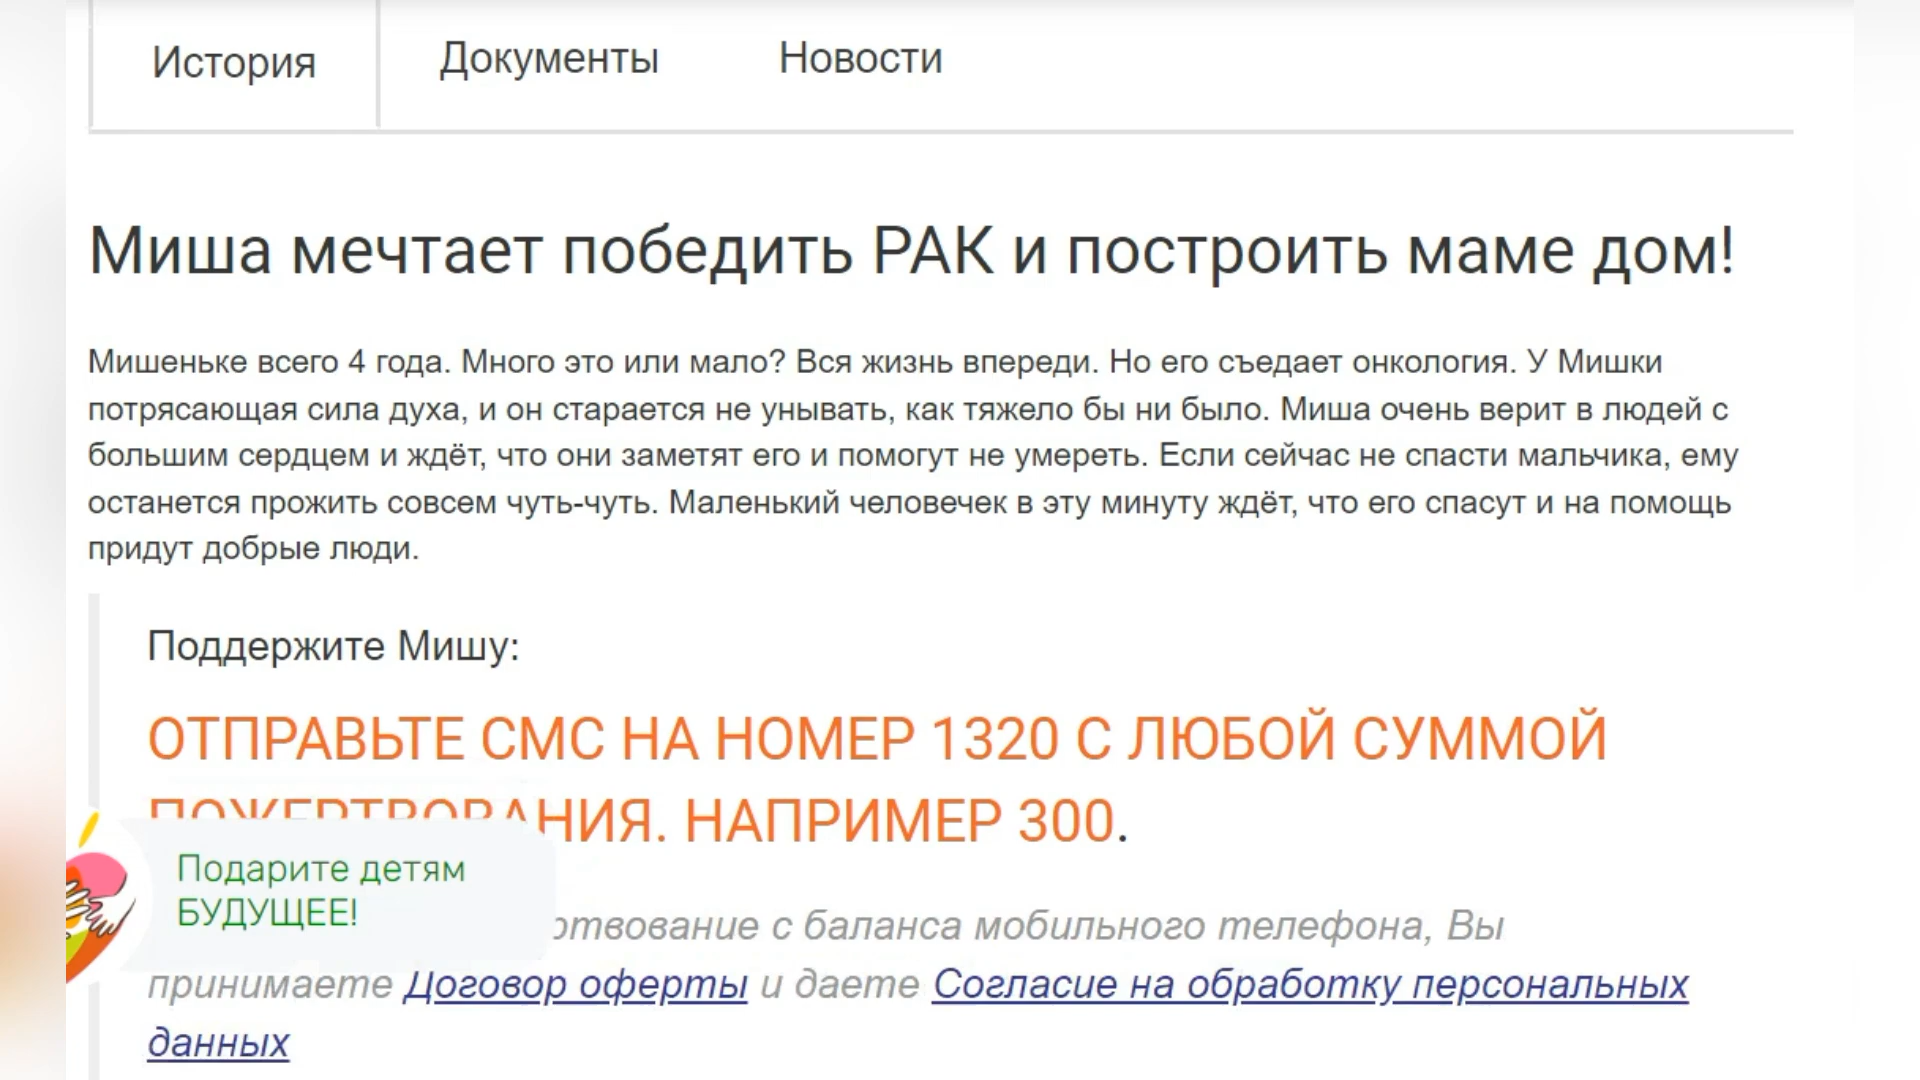 История Документы Новости
Миша мечтает победить РАК и построить маме дом!
Мишеньке всего 4 года. Много это или мало? Вся жизнь впереди. Но его съедает онкология. У Мишки
потрясающая сила духа, и он старается не унывать, как тяжело бы ни было. Миша очень верит в людей с
большим сердцем и ждёт, что они заметят его и помогут не умереть. Если сейчас не спасти мальчика, ему
останется прожить совсем чуть-чуть. Маленький человечек в эту минуту ждёт, что его спасут и на помощь
придут добрые люди.
Поддержите Мишу:
ОТПРАВЬТЕ СМС НА НОМЕР 1320 С ЛЮБОЙ СУММОЙ
ПОЖЕРТВОВАНИЯ. НАПРИМЕР 300.
Подарите детям
БУДУЩЕЕ!
с баланса мобильного телефона, Вы
принимаете Договор оферты и даете Согласие на обработку персональных
данных